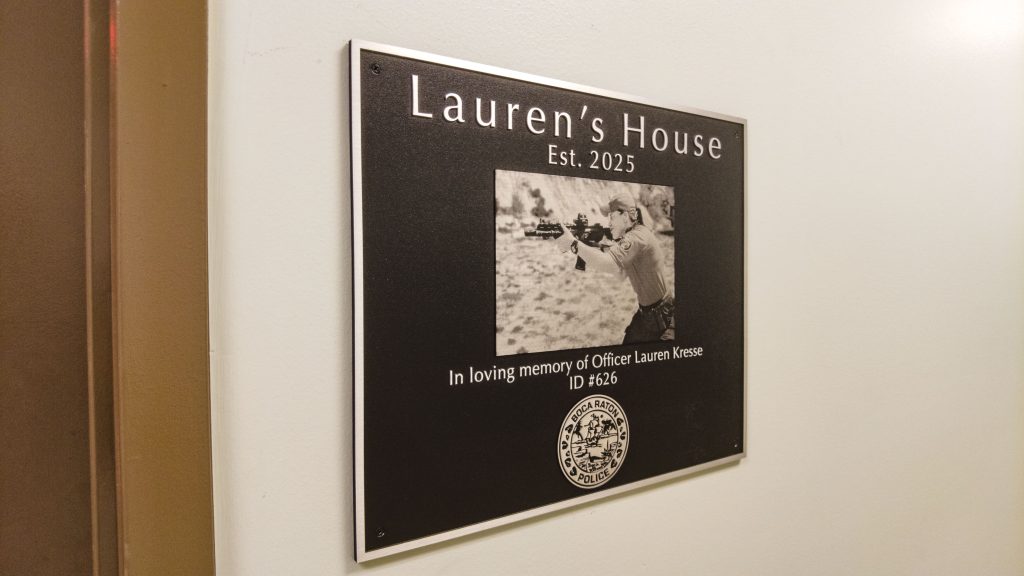 Lauren's House
Est. 2025
In loving memory of Officer Lauren Kresse
ID #626
BOCA RATON
POLICE